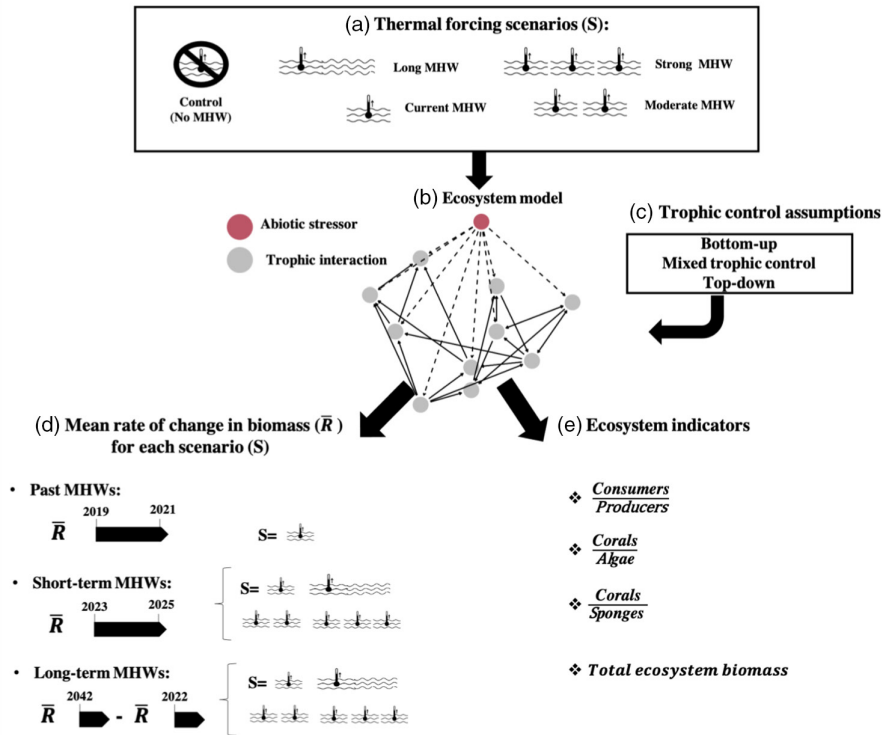 (a) Thermal forcing scenarios (S):
Control
(No MHW)
Long MHW
Strong MHW
Current MHW
Moderate MHW
(b) Ecosystem model
Abiotic stressor
Trophic interaction
(c) Trophic control assumptions
Bottom-up
Mixed trophic control
Top-down
(d) Mean rate of change in biomass (R̅ )
for each scenario (S)
• Past MHWs:
2019 2021
R̅
S=
• Short-term MHWs:
2023 2025
R̅
S=
• Long-term MHWs:
2042 2022
R̅ - R̅
S=
(e) Ecosystem indicators
❖ Consumers
Producers
❖ Corals
Algae
❖ Corals
Sponges
❖ Total ecosystem biomass